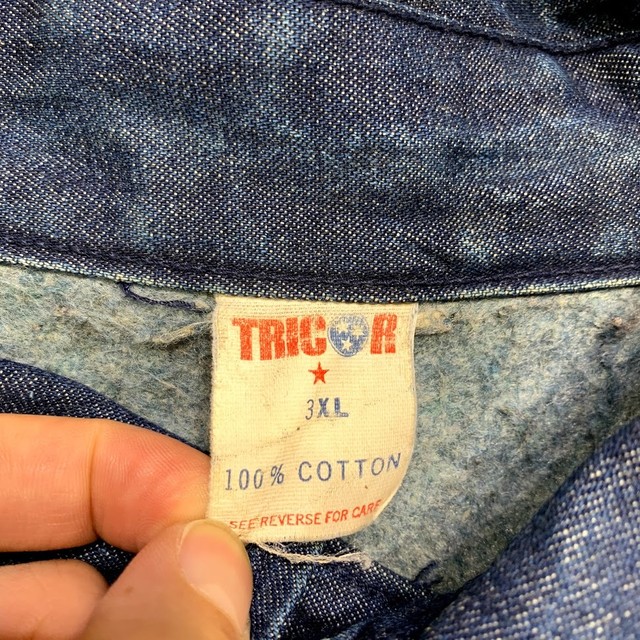 TRICOR
3XL
100% COTTON
SEE REVERSE FOR CARE